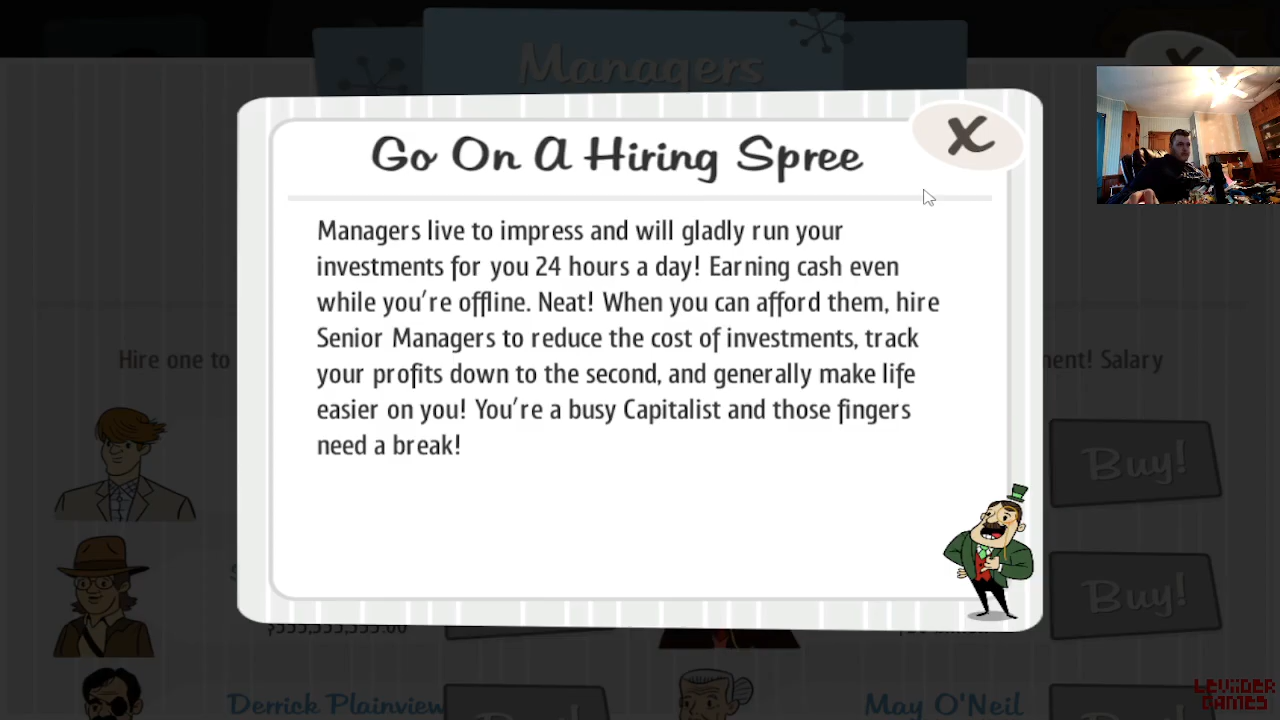 Managers
X
Go On A Hiring Spree
X
Managers live to impress and will gladly run your
investments for you 24 hours a day! Earning cash even
while you're offline. Neat! When you can afford them, hire
Senior Managers to reduce the cost of investments, track
your profits down to the second, and generally make life
easier on you! You're a busy Capitalist and those fingers
need a break!
Hire one to
ment! Salary
Buy!
Buy!
Derrick Plainview
May O'Neil
LEVIIDER
GAMES